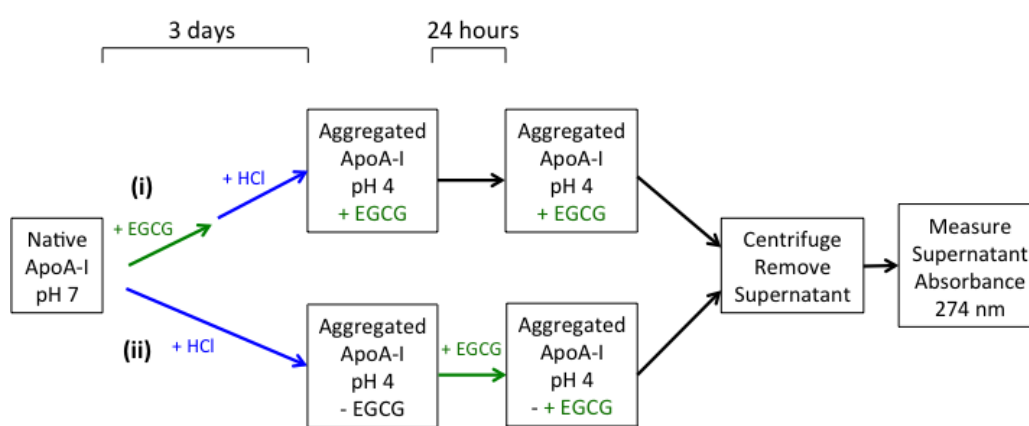 3 days
24 hours
(i)
+ EGCG
+ HCl
Native
ApoA-I
pH 7
(ii)
+ HCl
Aggregated
ApoA-I
pH 4
+ EGCG
Aggregated
ApoA-I
pH 4
+ EGCG
Aggregated
ApoA-I
pH 4
- EGCG
+ EGCG
Aggregated
ApoA-I
pH 4
- + EGCG
Centrifuge
Remove
Supernatant
Measure
Supernatant
Absorbance
274 nm